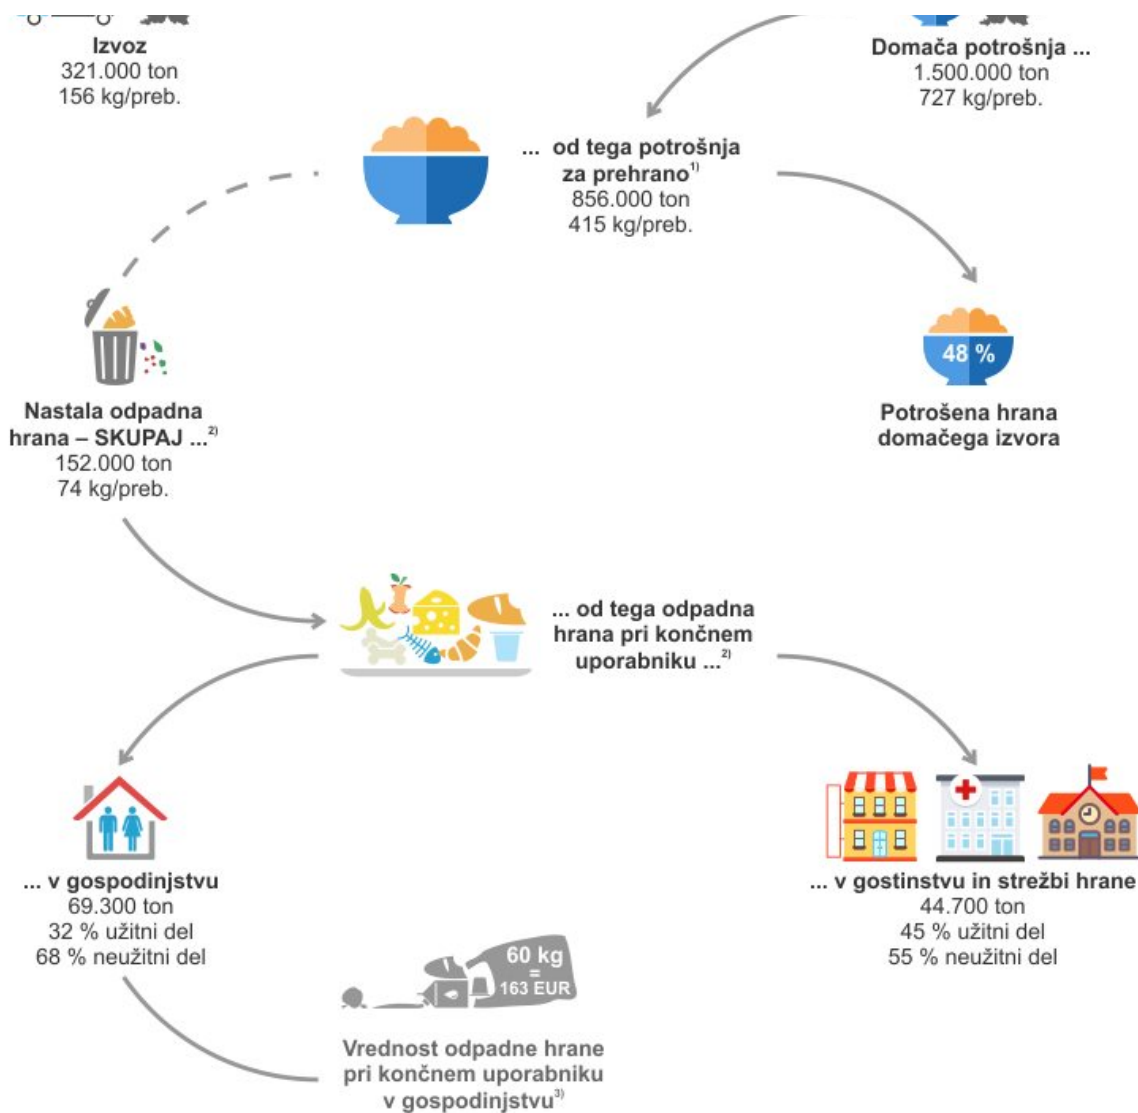 Izvoz
321.000 ton
156 kg/preb.
Domača potrošnja ...
1.500.000 ton
727 kg/preb.
... od tega potrošnja
za prehrano1)
856.000 ton
415 kg/preb.
48 %
Potrošena hrana
domačega izvora
Nastala odpadna
hrana – SKUPAJ ...2)
152.000 ton
74 kg/preb.
... od tega odpadna
hrana pri končnem
uporabniku ...2)
... v gospodinjstvu
69.300 ton
32 % užitni del
68 % neužitni del
... v gostinstvu in strežbi hrane
44.700 ton
45 % užitni del
55 % neužitni del
60 kg
=
163 EUR
Vrednost odpadne hrane
pri končnem uporabniku
v gospodinjstvu3)